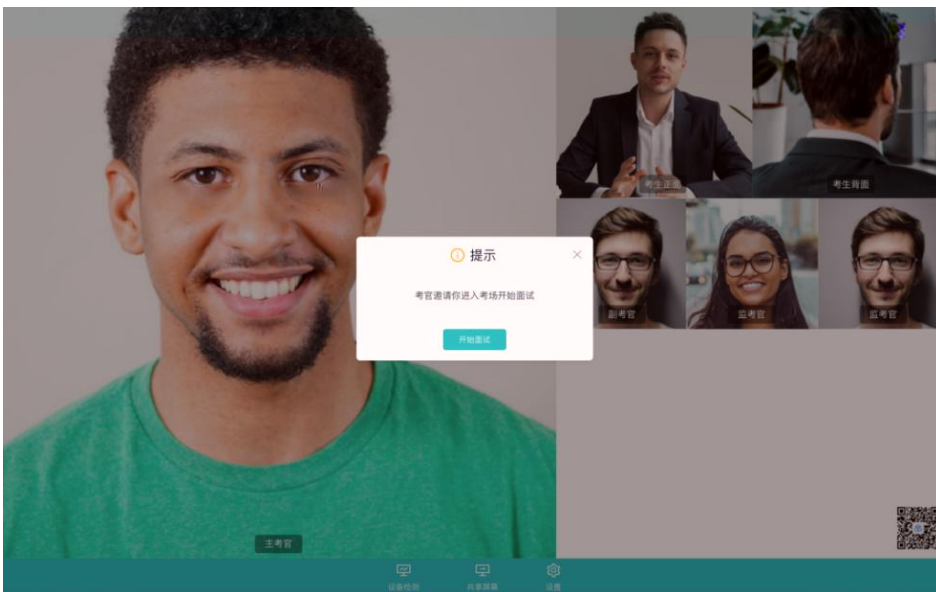 考生正面
考生背面
提示
考官邀请你进入考场开始面试
开始面试
副考官
监考官
监考官
主考官
设备检测
共享屏幕
设置